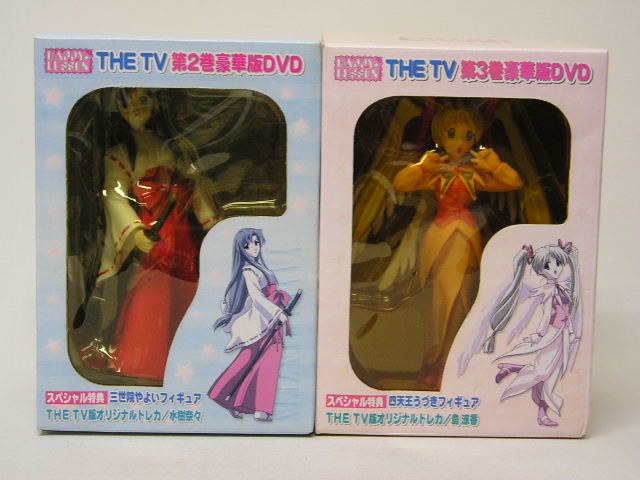 HAPPY★LESSON
THE TV 第2巻豪華版DVD
スペシャル特典 三世院やよいフィギュア
THE TV版オリジナルトレカ/水樹奈々
HAPPY★LESSON
THE TV 第3巻豪華版DVD
スペシャル特典 四天王うづきフィギュア
THE TV版オリジナルトレカ/島 涼香